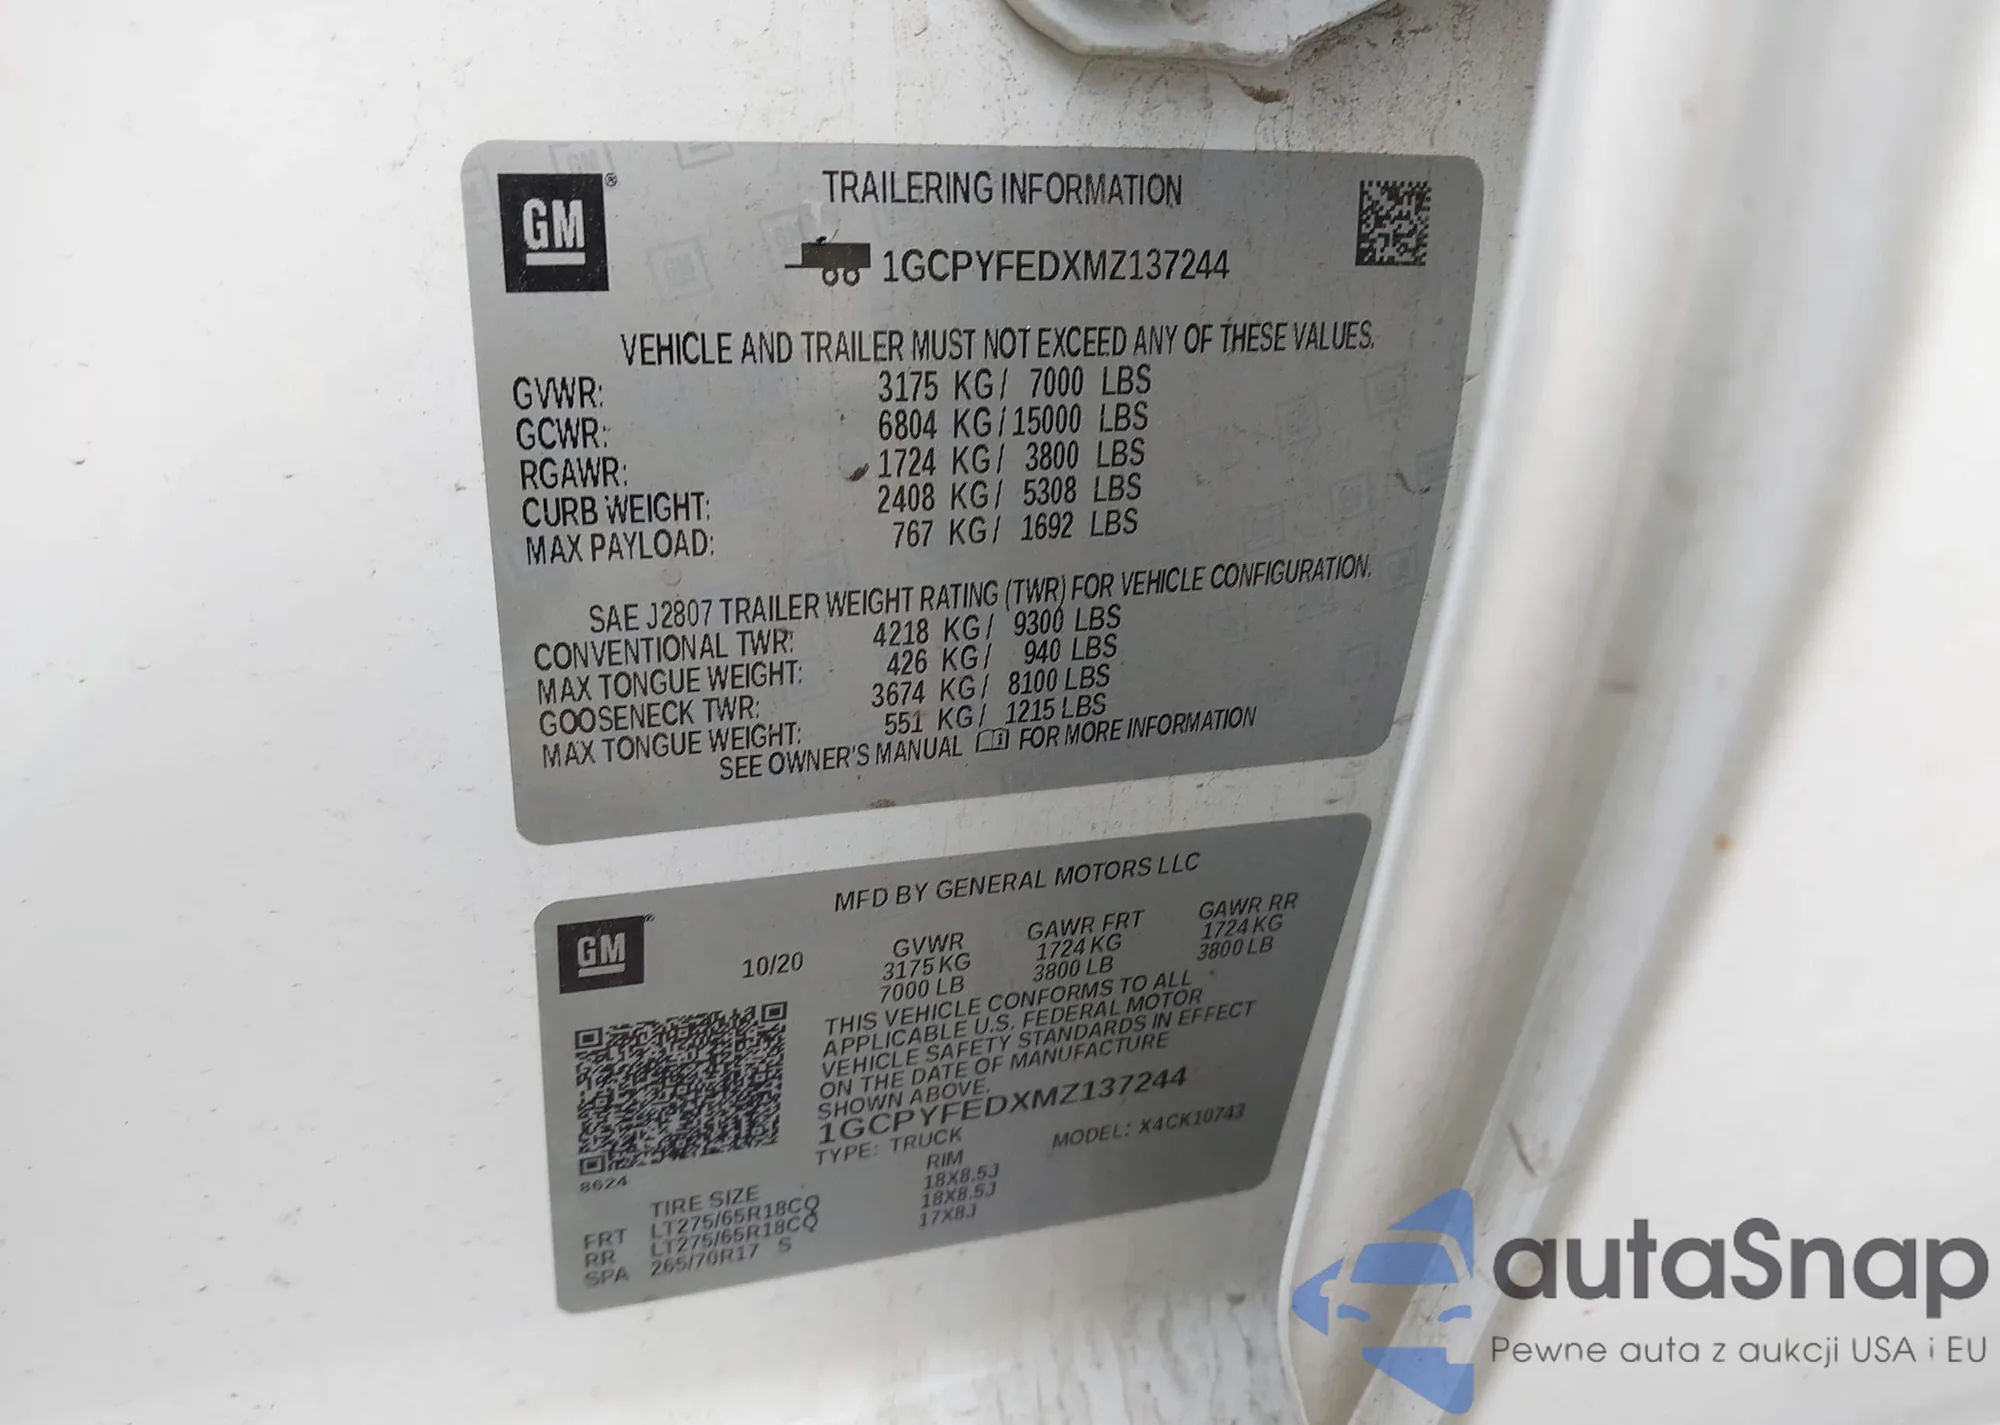 GM ®
TRAILERING INFORMATION
1GCPYFEDXMZ137244
VEHICLE AND TRAILER MUST NOT EXCEED ANY OF THESE VALUES.
GVWR: 3175 KG/ 7000 LBS
GCWR: 6804 KG/15000 LBS
RGAWR: 1724 KG/ 3800 LBS
CURB WEIGHT: 2408 KG/ 5308 LBS
MAX PAYLOAD: 767 KG/ 1692 LBS
SAE J2807 TRAILER WEIGHT RATING (TWR) FOR VEHICLE CONFIGURATION.
CONVENTIONAL TWR: 4218 KG/ 9300 LBS
MAX TONGUE WEIGHT: 426 KG/ 940 LBS
GOOSENECK TWR: 3674 KG/ 8100 LBS
MAX TONGUE WEIGHT: 551 KG/ 1215 LBS
SEE OWNER'S MANUAL FOR MORE INFORMATION
GM
MFD BY GENERAL MOTORS LLC
10/20 GVWR GAWR FRT GAWR RR
3175 KG 1724 KG 1724 KG
7000 LB 3800 LB 3800 LB
THIS VEHICLE CONFORMS TO ALL
APPLICABLE U.S. FEDERAL MOTOR
VEHICLE SAFETY STANDARDS IN EFFECT
ON THE DATE OF MANUFACTURE
SHOWN ABOVE.
1GCPYFEDXMZ137244
TYPE: TRUCK MODEL: X4CK10743
8624
TIRE SIZE RIM
FRT LT275/65R18CQ 18X8.5J
RR LT275/65R18CQ 18X8.5J
SPA 265/70R17 S 17X8J
autaSnap
Pewne auta z aukcji USA i EU